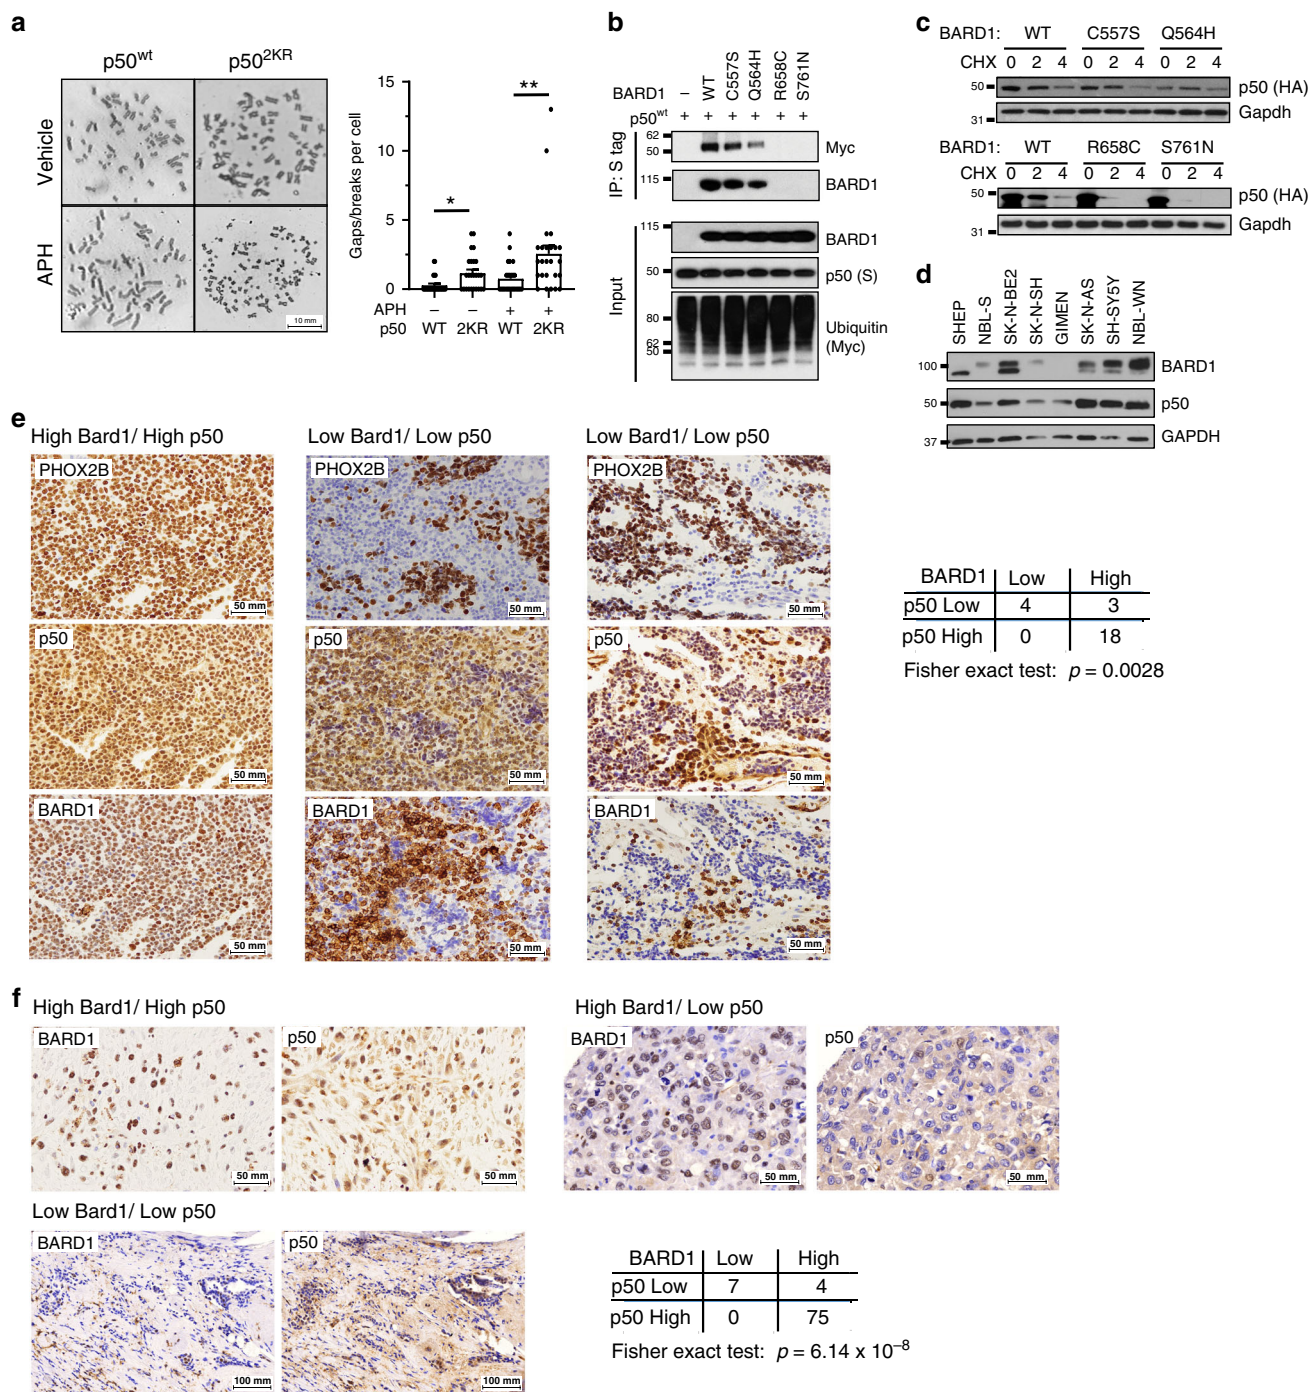 a
p50wt p502KR
Vehicle
APH
10 mm
Gaps/breaks per cell
15
10
5
0
*
**
APH – – + +
p50 WT 2KR WT 2KR
b
BARD1 – WT C557S Q564H R658C S761N
p50wt + + + + + +
IP: S tag
62
50
Myc
115
BARD1
Input
115
BARD1
50
p50 (S)
80
62
50
Ubiquitin
(Myc)
c
BARD1: WT C557S Q564H
CHX 0 2 4 0 2 4 0 2 4
50
p50 (HA)
31
Gapdh
BARD1: WT R658C S761N
CHX 0 2 4 0 2 4 0 2 4
50
p50 (HA)
31
Gapdh
d
SHEP NBL-S SK-N-BE2 SK-N-SH GIMEN SK-N-AS SH-SY5Y NBL-WN
100
BARD1
50
p50
37
GAPDH
e
High Bard1/ High p50
Low Bard1/ Low p50
Low Bard1/ Low p50
PHOX2B PHOX2B PHOX2B
50 mm 50 mm 50 mm
p50 p50 p50
50 mm 50 mm 50 mm
BARD1 BARD1 BARD1
50 mm 50 mm 50 mm
BARD1 Low High
p50 Low 4 3
p50 High 0 18
Fisher exact test: p = 0.0028
f
High Bard1/ High p50
BARD1 p50
50 mm 50 mm
High Bard1/ Low p50
BARD1 p50
50 mm 50 mm
Low Bard1/ Low p50
BARD1 p50
100 mm 100 mm
BARD1 Low High
p50 Low 7 4
p50 High 0 75
Fisher exact test: p = 6.14 x 10–8